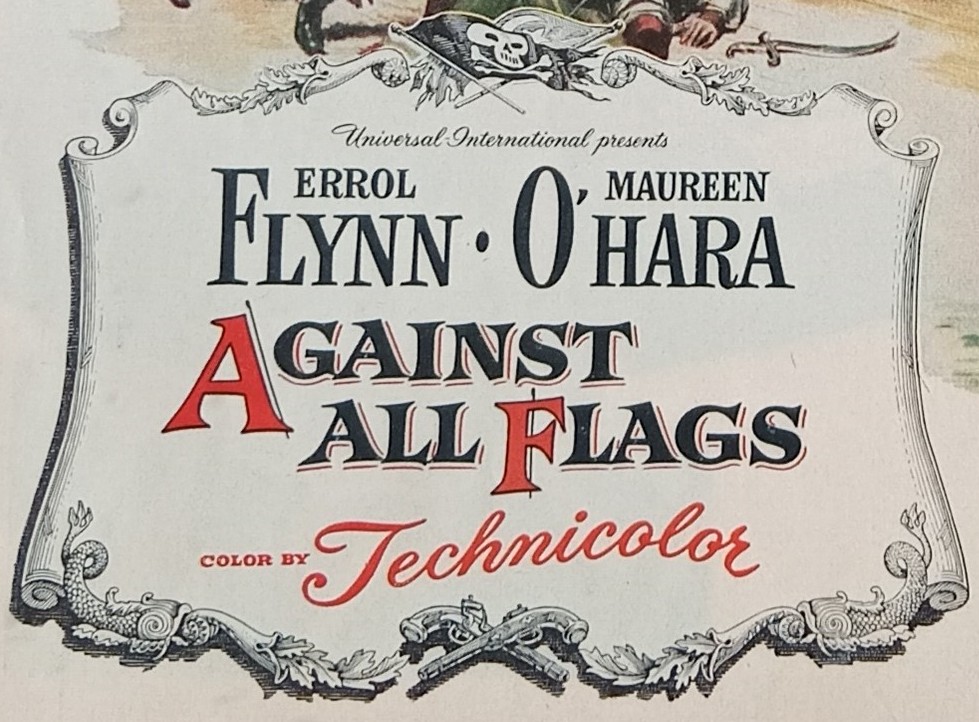 Universal-International presents
ERROL FLYNN · MAUREEN O'HARA
AGAINST
ALL FLAGS
COLOR BY Technicolor